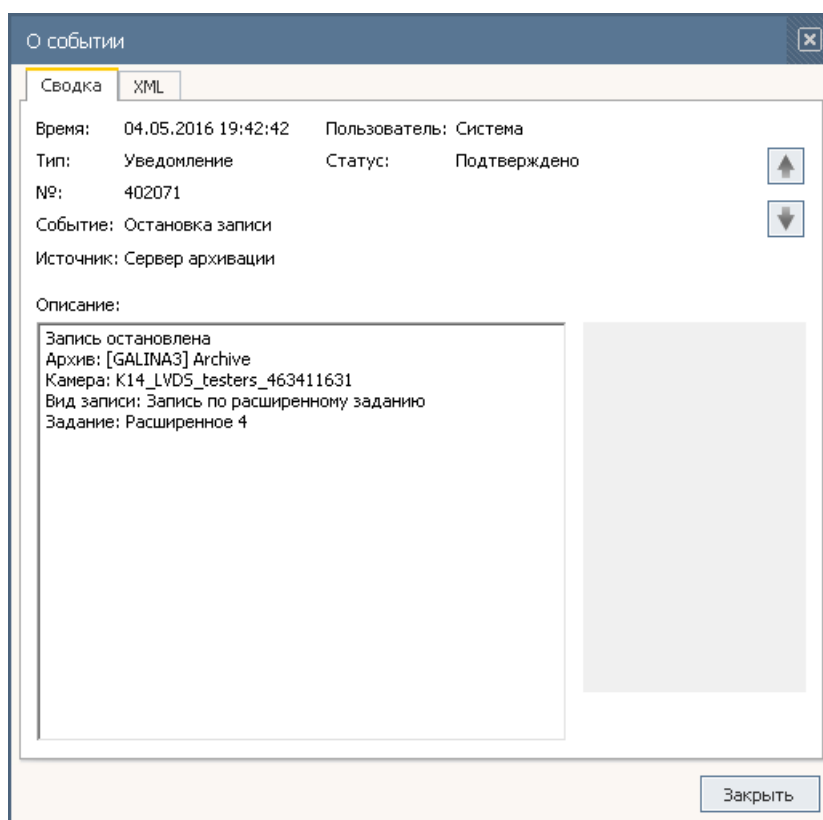 О событии
Сводка XML
Время: 04.05.2016 19:42:42 Пользователь: Система
Тип: Уведомление Статус: Подтверждено
№: 402071
Событие: Остановка записи
Источник: Сервер архивации
Описание:
Запись остановлена
Архив: [GALINA3] Archive
Камера: K14_LVDS_testers_463411631
Вид записи: Запись по расширенному заданию
Задание: Расширенное 4
Закрыть